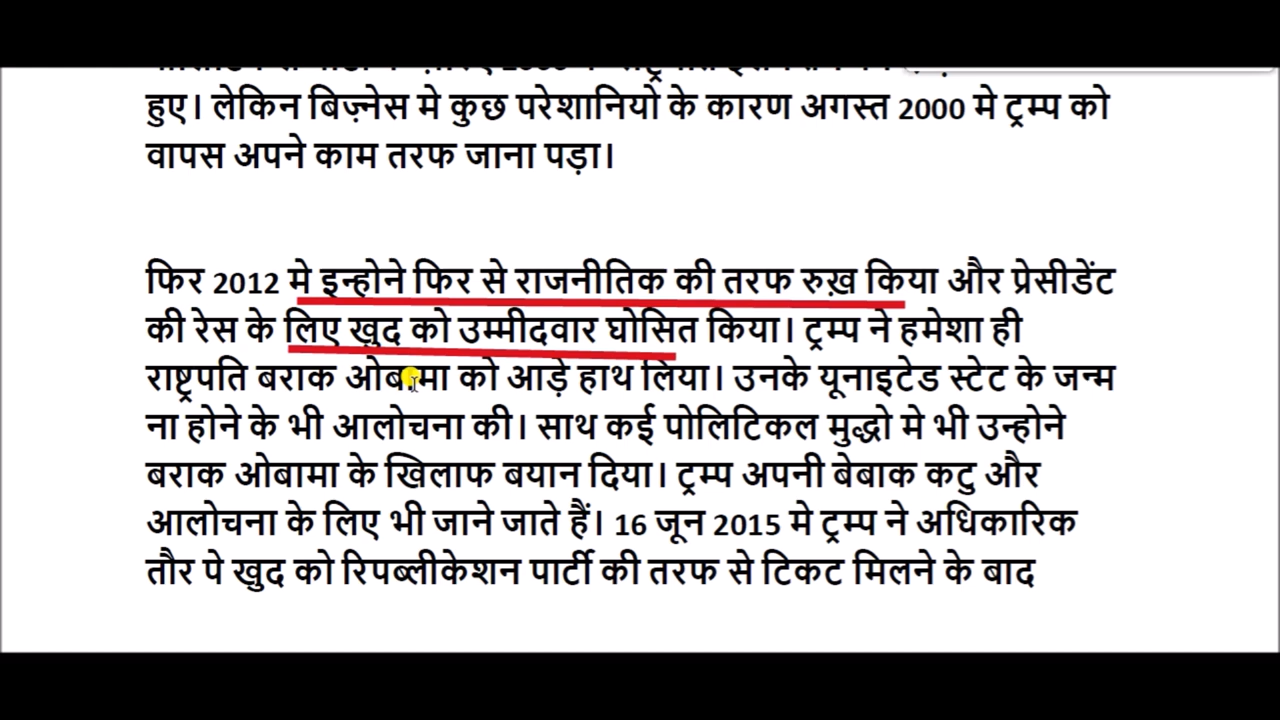 हुए। लेकिन बिज़्नेस मे कुछ परेशानियो के कारण अगस्त 2000 मे ट्रम्प को
वापस अपने काम तरफ जाना पड़ा।
फिर 2012 मे इन्होने फिर से राजनीतिक की तरफ रुख़ किया और प्रेसीडेंट
की रेस के लिए खुद को उम्मीदवार घोसित किया। ट्रम्प ने हमेशा ही
राष्ट्रपति बराक ओबामा को आड़े हाथ लिया। उनके यूनाइटेड स्टेट के जन्म
ना होने के भी आलोचना की। साथ कई पोलिटिकल मुद्धो मे भी उन्होने
बराक ओबामा के खिलाफ बयान दिया। ट्रम्प अपनी बेबाक कटु और
आलोचना के लिए भी जाने जाते हैं। 16 जून 2015 मे ट्रम्प ने अधिकारिक
तौर पे खुद को रिपब्लीकेशन पार्टी की तरफ से टिकट मिलने के बाद